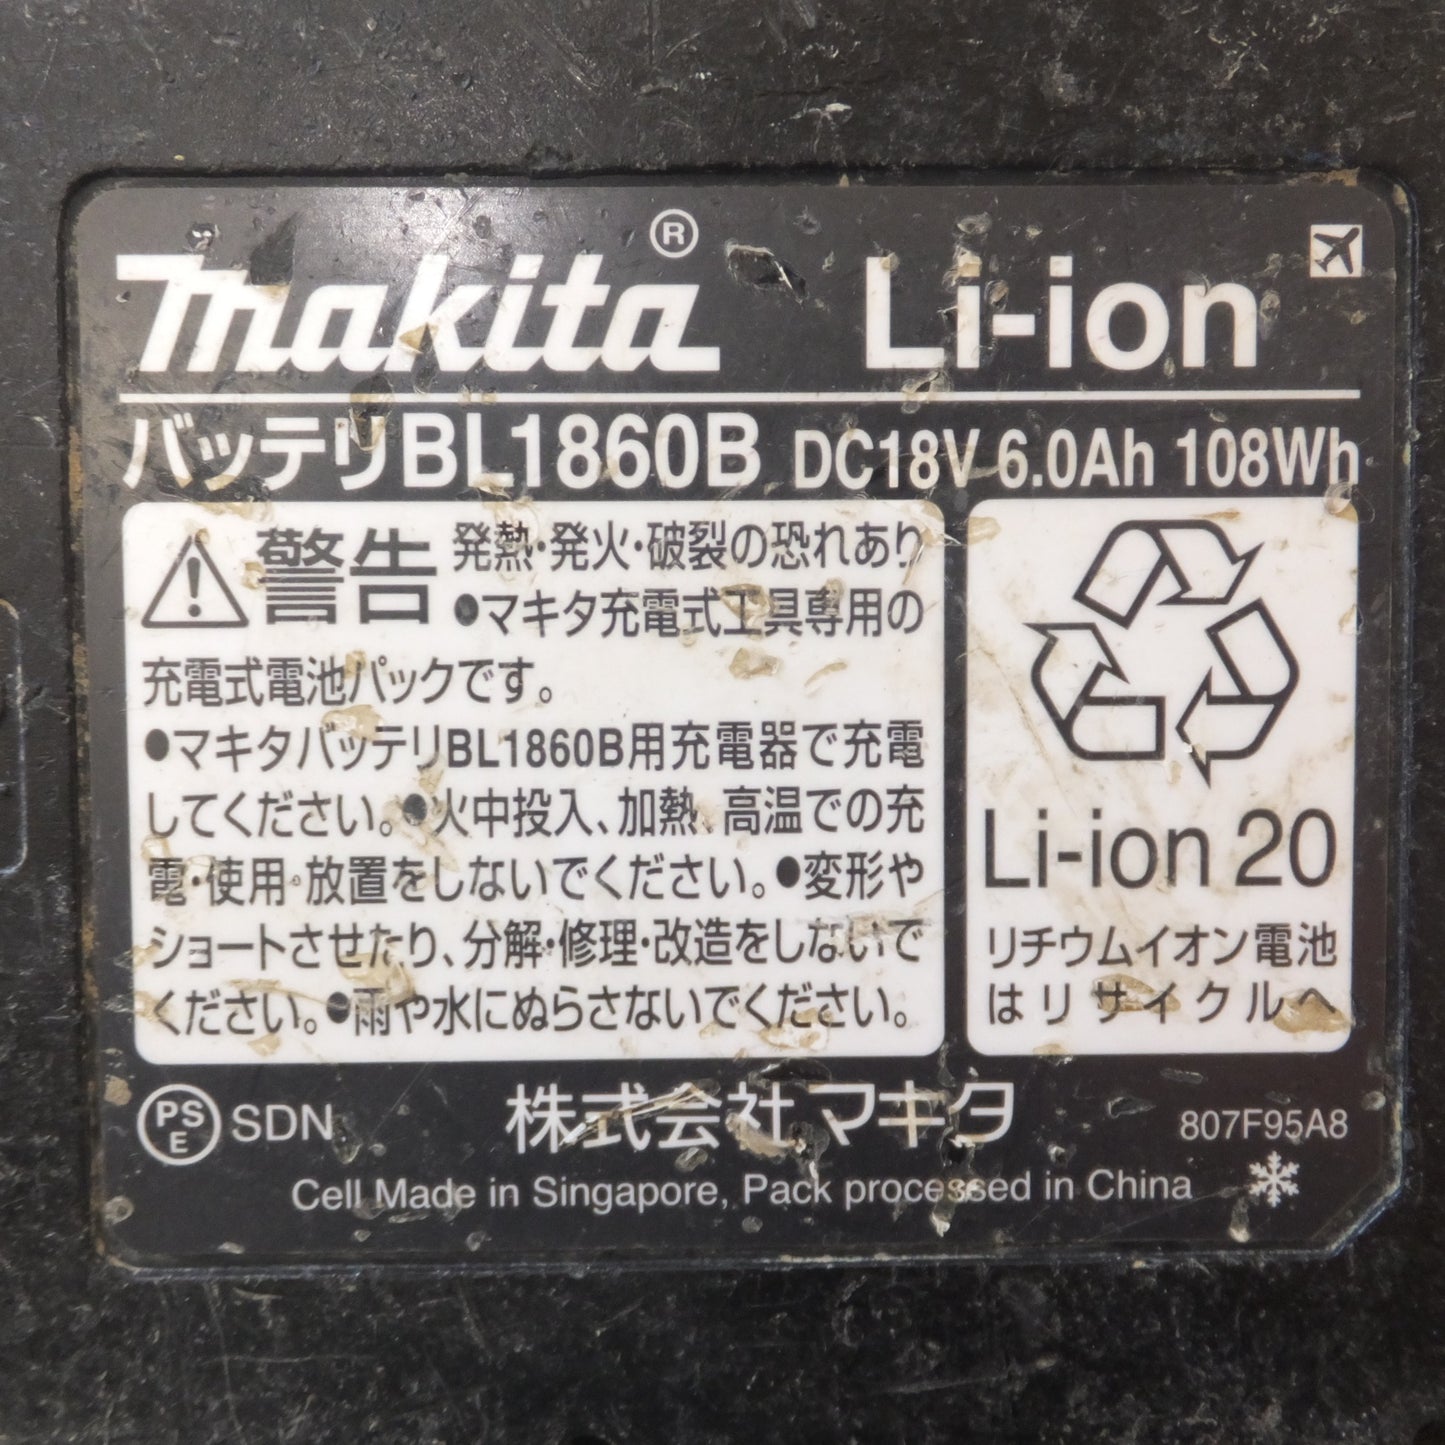 makita® Li-ion
バッテリBL1860B DC18V 6.0Ah 108Wh
警告 発熱・発火・破裂の恐れあり
●マキタ充電式工具専用の
充電式電池パックです。
●マキタバッテリBL1860B用充電器で充電
してください。●火中投入、加熱、高温での充
電・使用・放置をしないでください。●変形や
ショートさせたり、分解・修理・改造をしないで
ください。●雨や水にぬらさないでください。
Li-ion 20
リチウムイオン電池
はリサイクルへ
PSE SDN 株式会社マキタ 807F95A8
Cell Made in Singapore, Pack processed in China